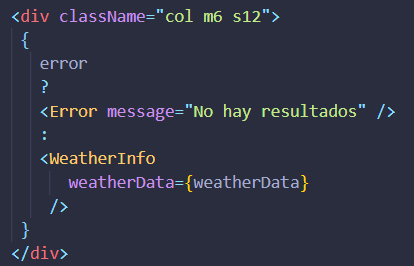 <div className="col m6 s12">
{
error
?
<Error message="No hay resultados" />
:
<WeatherInfo
weatherData={weatherData}
/>
}
</div>